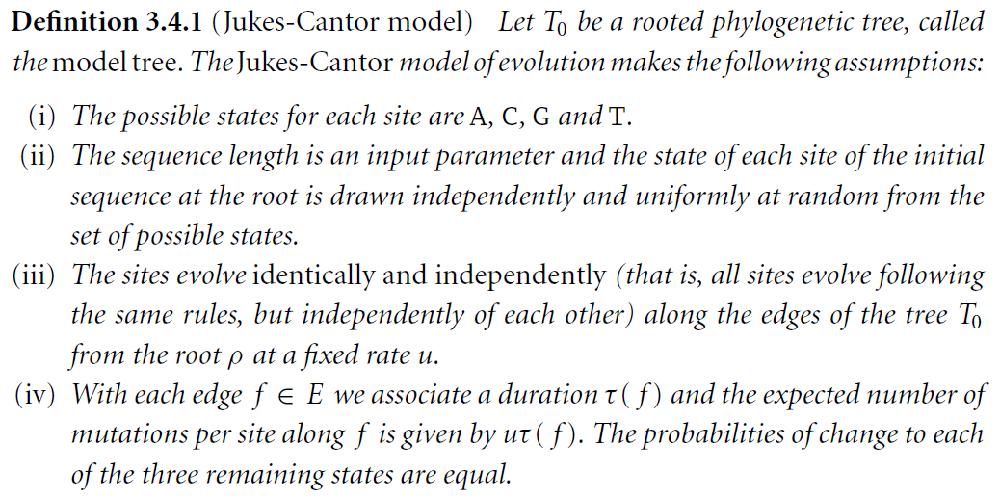 Definition 3.4.1 (Jukes-Cantor model) Let T₀ be a rooted phylogenetic tree, called
the model tree. The Jukes-Cantor model of evolution makes the following assumptions:
(i) The possible states for each site are A, C, G and T.
(ii) The sequence length is an input parameter and the state of each site of the initial
sequence at the root is drawn independently and uniformly at random from the
set of possible states.
(iii) The sites evolve identically and independently (that is, all sites evolve following
the same rules, but independently of each other) along the edges of the tree T₀
from the root ρ at a fixed rate u.
(iv) With each edge f ∈ E we associate a duration τ(f) and the expected number of
mutations per site along f is given by uτ(f). The probabilities of change to each
of the three remaining states are equal.